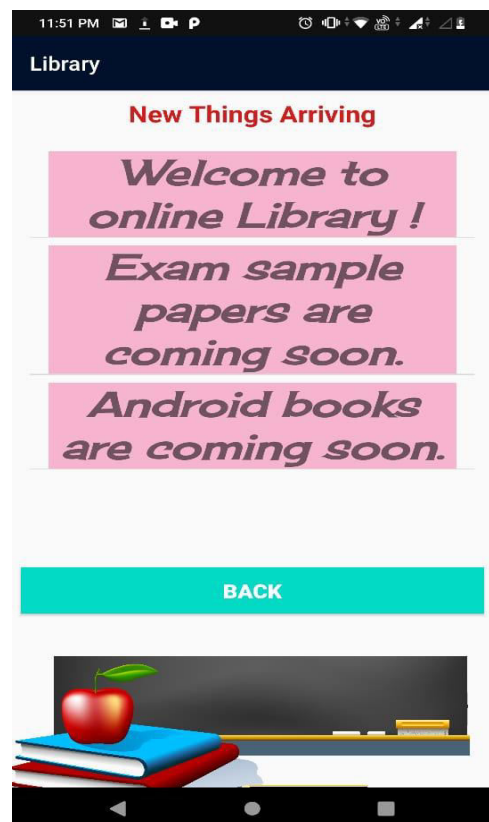 11:51 PM
Library
New Things Arriving
Welcome to
online Library !
Exam sample
papers are
coming soon.
Android books
are coming soon.
BACK